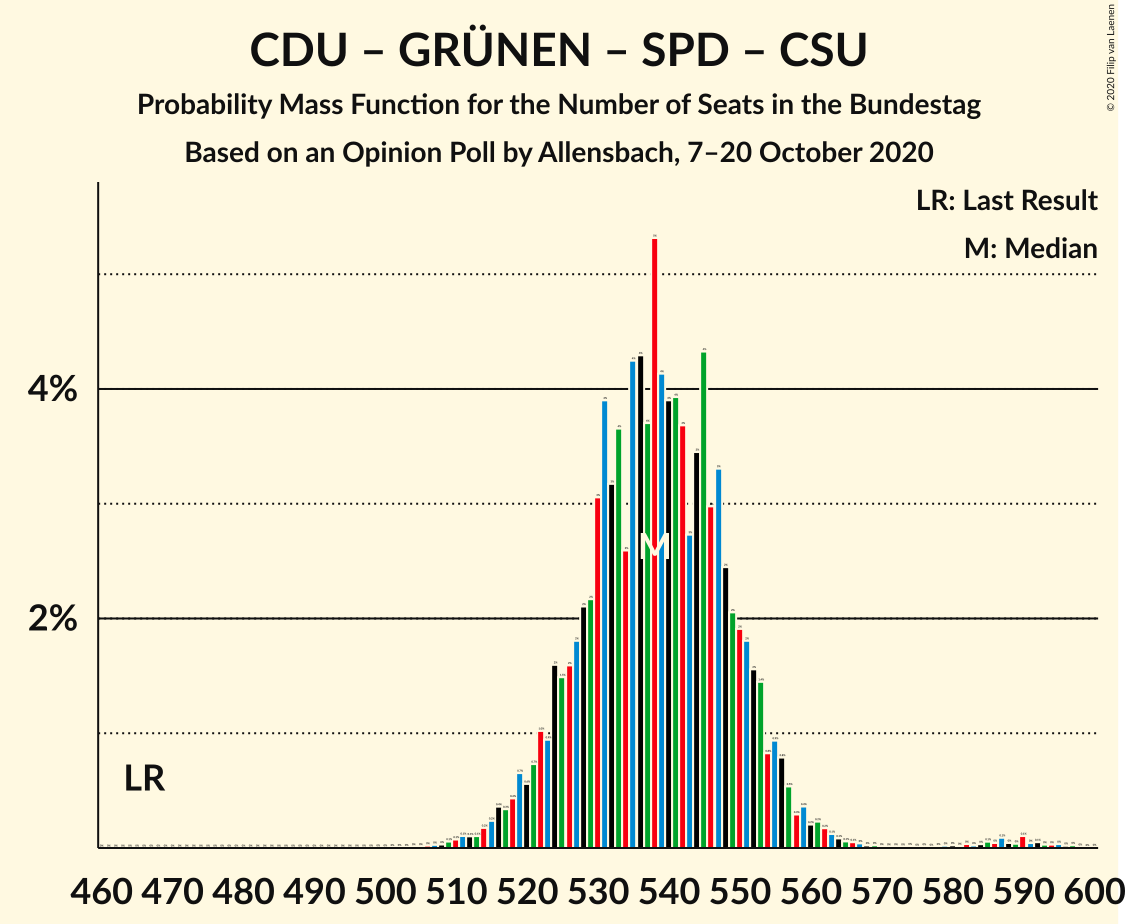 CDU – GRÜNEN – SPD – CSU
Probability Mass Function for the Number of Seats in the Bundestag
Based on an Opinion Poll by Allensbach, 7–20 October 2020
© 2020 Filip van Laenen
LR: Last Result
M: Median
4%
2%
M
LR
460 470 480 490 500 510 520 530 540 550 560 570 580 590 600